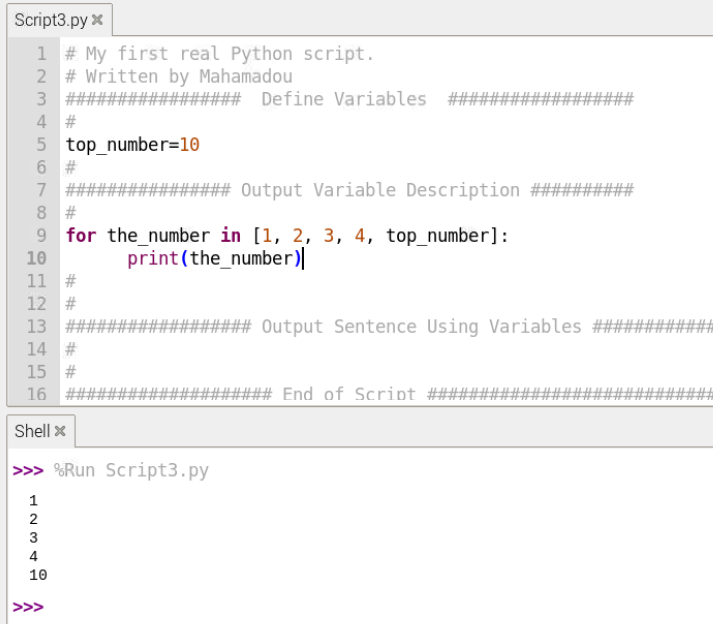 Script3.py
1 # My first real Python script.
2 # Written by Mahamadou
3 ################# Define Variables ##################
4 #
5 top_number=10
6 #
7 ################ Output Variable Description ##########
8 #
9 for the_number in [1, 2, 3, 4, top_number]:
10 print(the_number)
11 #
12 #
13 ################## Output Sentence Using Variables ############
14 #
15 #
16 #################### End of Script ############################
Shell
>>> %Run Script3.py
1
2
3
4
10
>>>